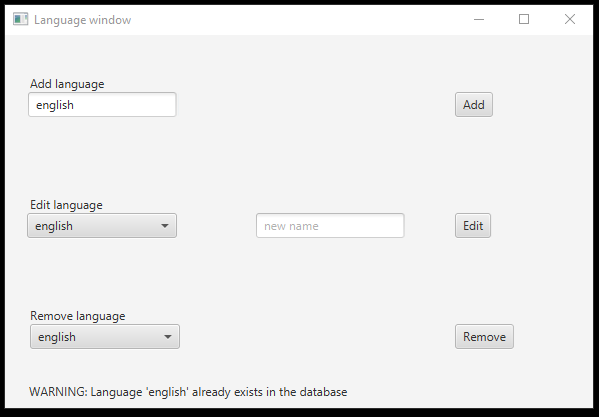 Language window
Add language
english
Add
Edit language
english
new name
Edit
Remove language
english
Remove
WARNING: Language 'english' already exists in the database